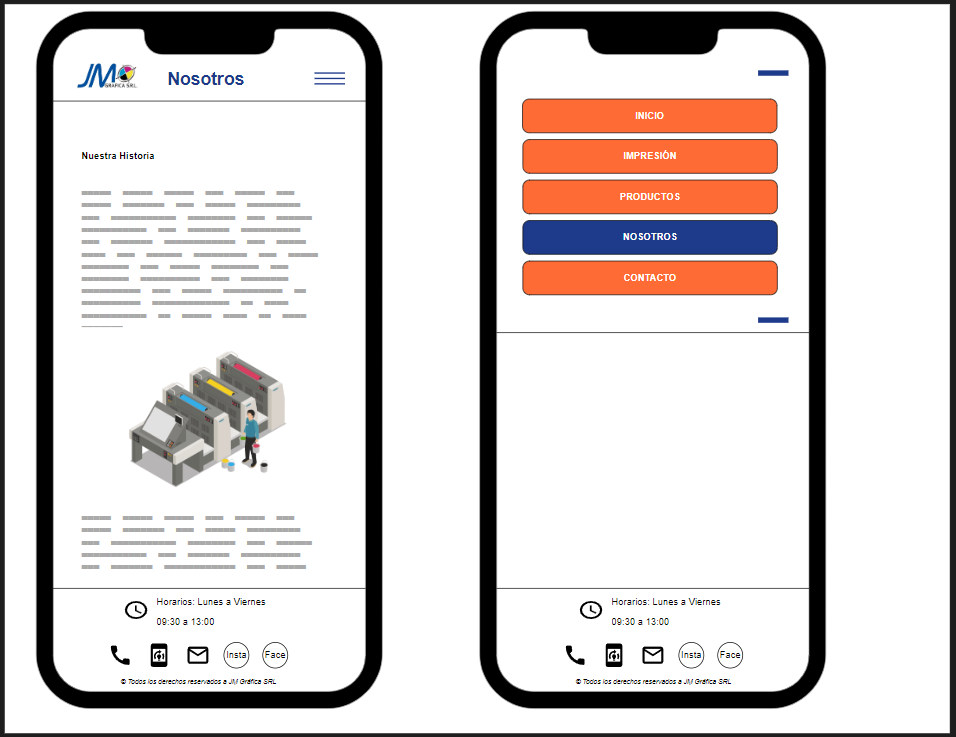 JM
GRÁFICA S.R.L.
Nosotros
Nuestra Historia
Horarios: Lunes a Viernes
09:30 a 13:00
Insta
Face
© Todos los derechos reservados a JM Gráfica SRL.
INICIO
IMPRESIÓN
PRODUCTOS
NOSOTROS
CONTACTO
Horarios: Lunes a Viernes
09:30 a 13:00
Insta
Face
© Todos los derechos reservados a JM Gráfica SRL.